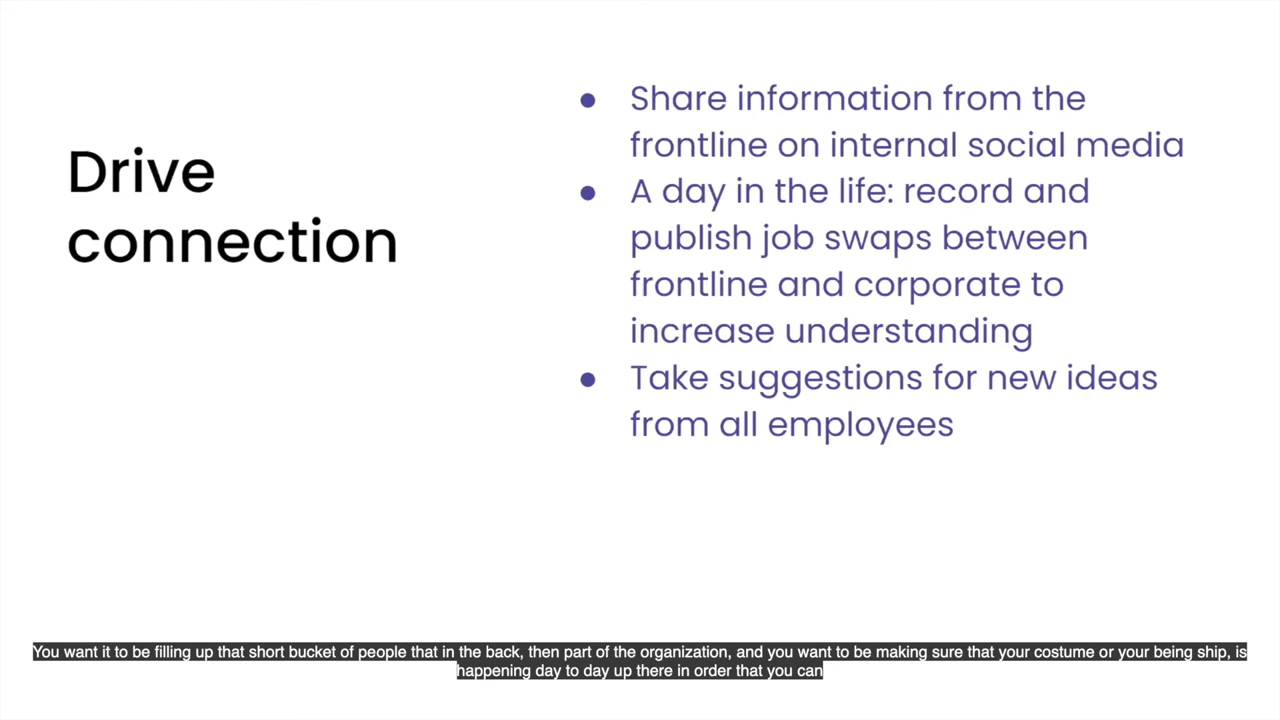 Drive
connection
● Share information from the
frontline on internal social media
● A day in the life: record and
publish job swaps between
frontline and corporate to
increase understanding
● Take suggestions for new ideas
from all employees
You want it to be filling up that short bucket of people that in the back, then part of the organization, and you want to be making sure that your costume or your being ship, is
happening day to day up there in order that you can